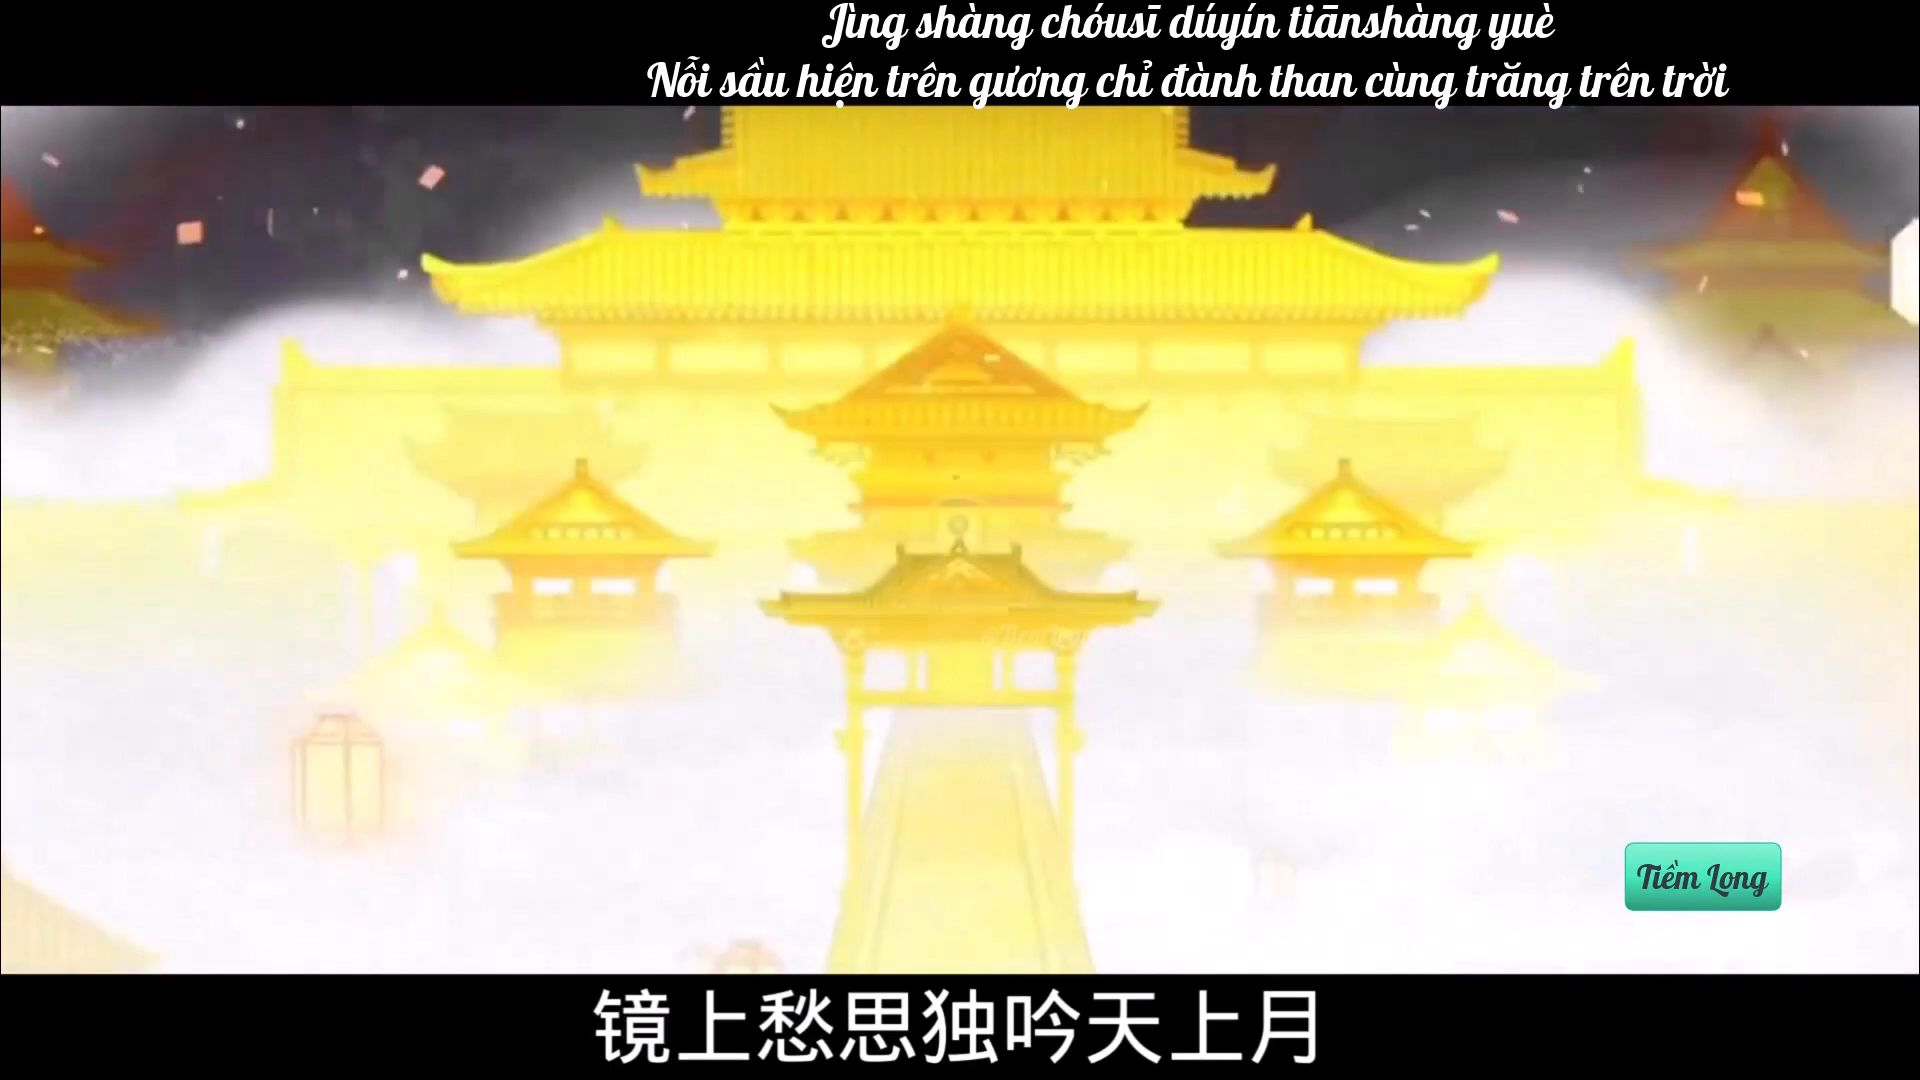 Jìng shàng chóusī dúyín tiānshàng yuè
Nỗi sầu hiện trên gương chỉ đành than cùng trăng trên trời
Tiềm Long
镜上愁思独吟天上月